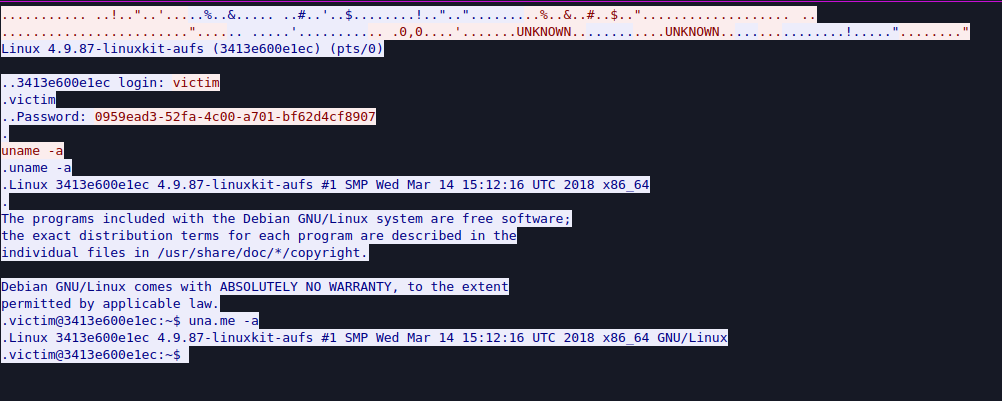 ........... ..!.."..'.....%..&..... ..#..'..$........!..".."........%..&..#..$.."................... ..
..........................."...... .....'........... .0,0....'.......UNKNOWN...........UNKNOWN..................!....."........"
Linux 4.9.87-linuxkit-aufs (3413e600e1ec) (pts/0)
..3413e600e1ec login: victim
.victim
..Password: 0959ead3-52fa-4c00-a701-bf62d4cf8907
.
uname -a
.uname -a
.Linux 3413e600e1ec 4.9.87-linuxkit-aufs #1 SMP Wed Mar 14 15:12:16 UTC 2018 x86_64
.
The programs included with the Debian GNU/Linux system are free software;
the exact distribution terms for each program are described in the
individual files in /usr/share/doc/*/copyright.
Debian GNU/Linux comes with ABSOLUTELY NO WARRANTY, to the extent
permitted by applicable law.
.victim@3413e600e1ec:~$ una.me -a
.Linux 3413e600e1ec 4.9.87-linuxkit-aufs #1 SMP Wed Mar 14 15:12:16 UTC 2018 x86_64 GNU/Linux
.victim@3413e600e1ec:~$